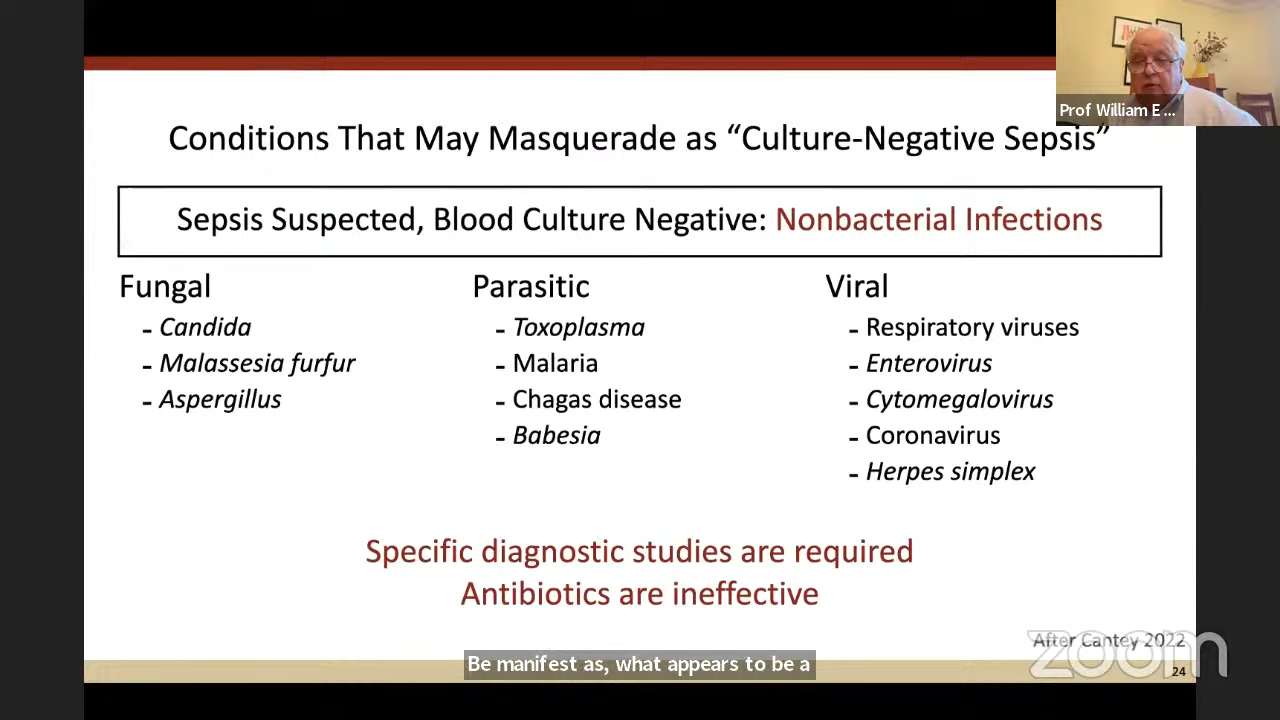 Prof William E ...
Conditions That May Masquerade as “Culture-Negative Sepsis”
Sepsis Suspected, Blood Culture Negative: Nonbacterial Infections
Fungal
- Candida
- Malassesia furfur
- Aspergillus
Parasitic
- Toxoplasma
- Malaria
- Chagas disease
- Babesia
Viral
- Respiratory viruses
- Enterovirus
- Cytomegalovirus
- Coronavirus
- Herpes simplex
Specific diagnostic studies are required
Antibiotics are ineffective
After Cantey 2022
zoom
Be manifest as, what appears to be a
24